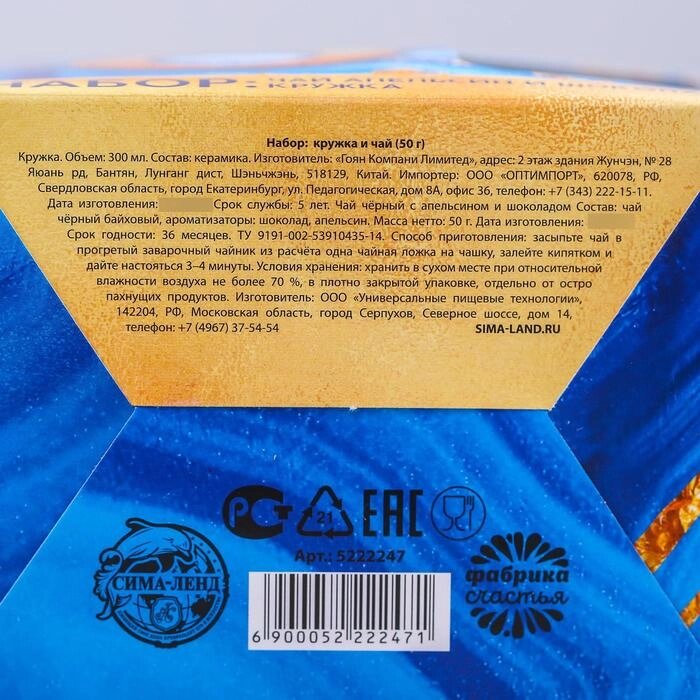 НАБОР: ЧАЙ АПЕЛЬСИН И
КРУЖКА
Набор: кружка и чай (50 г)
Кружка. Объем: 300 мл. Состав: керамика. Изготовитель: «Гоян Компани Лимитед», адрес: 2 этаж здания Жунчэн, № 28
Яюань рд, Бантян, Лунганг дист, Шэньчжэнь, 518129, Китай. Импортер: ООО «ОПТИМПОРТ», 620078, РФ,
Свердловская область, город Екатеринбург, ул. Педагогическая, дом 8А, офис 36, телефон: +7 (343) 222-15-11.
Дата изготовления: Срок службы: 5 лет. Чай чёрный с апельсином и шоколадом Состав: чай
чёрный байховый, ароматизаторы: шоколад, апельсин. Масса нетто: 50 г. Дата изготовления:
Срок годности: 36 месяцев. ТУ 9191-002-53910435-14. Способ приготовления: засыпьте чай в
прогретый заварочный чайник из расчёта одна чайная ложка на чашку, залейте кипятком и
дайте настояться 3–4 минуты. Условия хранения: хранить в сухом месте при относительной
влажности воздуха не более 70 %, в плотно закрытой упаковке, отдельно от остро
пахнущих продуктов. Изготовитель: ООО «Универсальные пищевые технологии»,
142204, РФ, Московская область, город Серпухов, Северное шоссе, дом 14,
телефон: +7 (4967) 37-54-54
SIMA-LAND.RU
РСТ 21 EAC
Арт.: 5222247
СИМА-ЛЕНД
фабрика
счастья
6 900052 222471